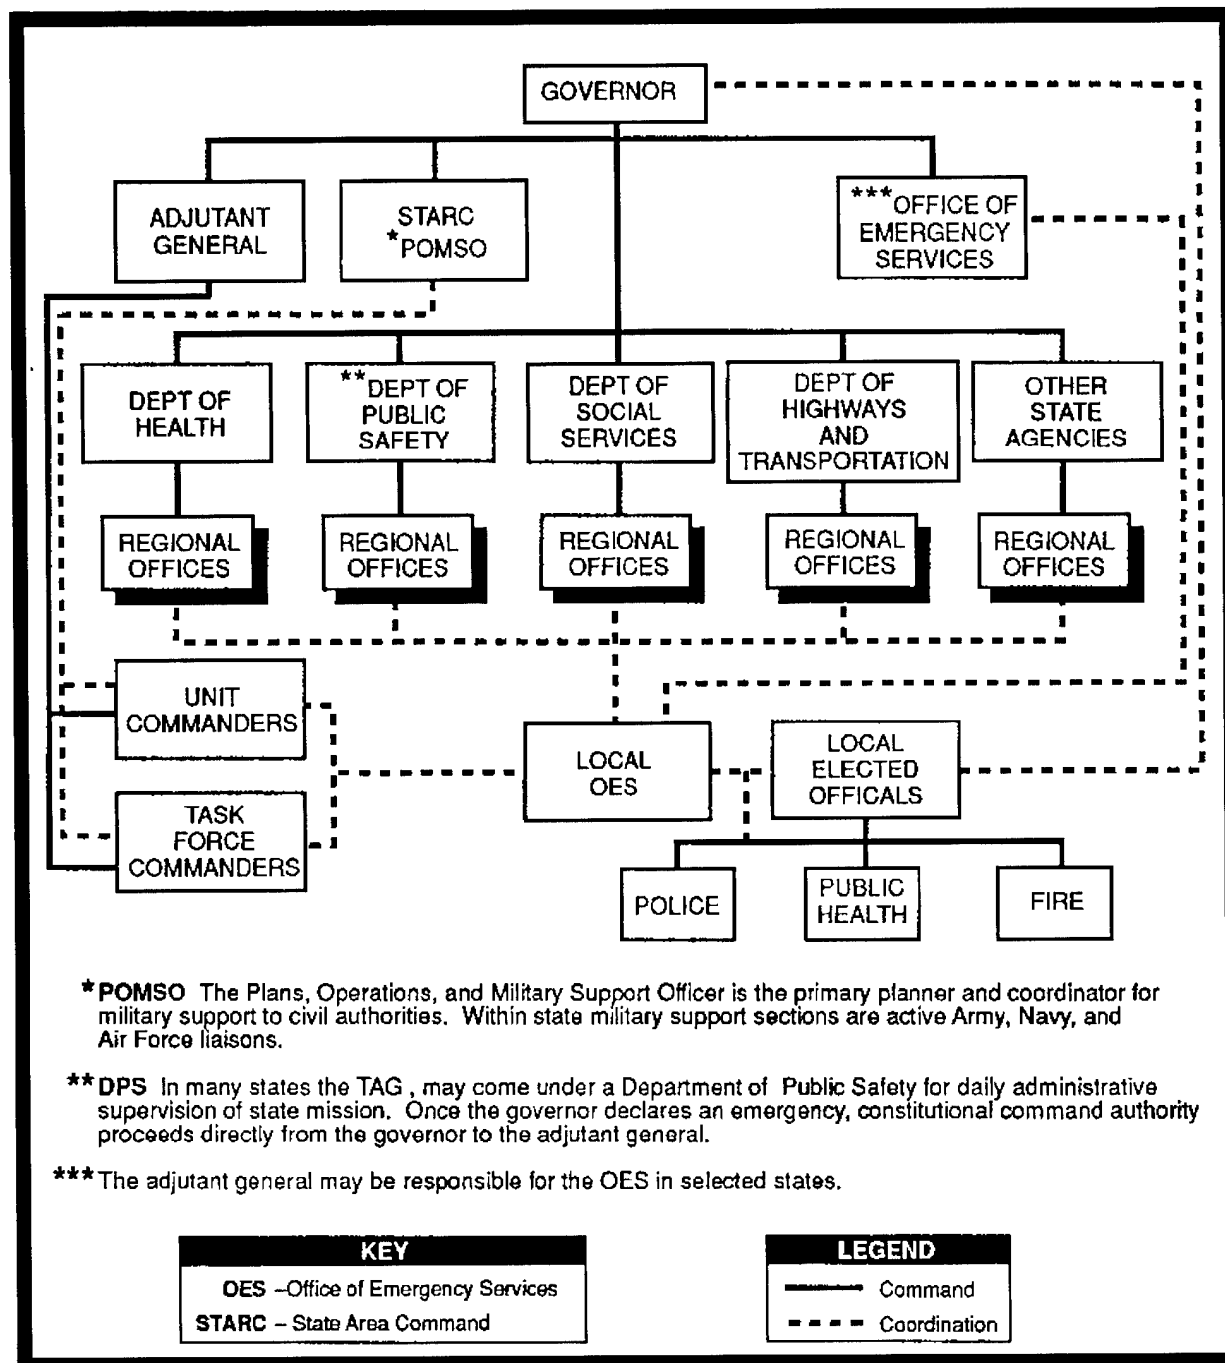 GOVERNOR
ADJUTANT
GENERAL
STARC
*POMSO
***OFFICE OF
EMERGENCY
SERVICES
DEPT OF
HEALTH
**DEPT OF
PUBLIC
SAFETY
DEPT OF
SOCIAL
SERVICES
DEPT OF
HIGHWAYS
AND
TRANSPORTATION
OTHER
STATE
AGENCIES
REGIONAL
OFFICES
REGIONAL
OFFICES
REGIONAL
OFFICES
REGIONAL
OFFICES
REGIONAL
OFFICES
UNIT
COMMANDERS
LOCAL
OES
LOCAL
ELECTED
OFFICALS
TASK
FORCE
COMMANDERS
POLICE
PUBLIC
HEALTH
FIRE
*POMSO The Plans, Operations, and Military Support Officer is the primary planner and coordinator for
military support to civil authorities. Within state military support sections are active Army, Navy, and
Air Force liaisons.
**DPS In many states the TAG , may come under a Department of Public Safety for daily administrative
supervision of state mission. Once the governor declares an emergency, constitutional command authority
proceeds directly from the governor to the adjutant general.
***The adjutant general may be responsible for the OES in selected states.
KEY
OES –Office of Emergency Services
STARC – State Area Command
LEGEND
Command
Coordination